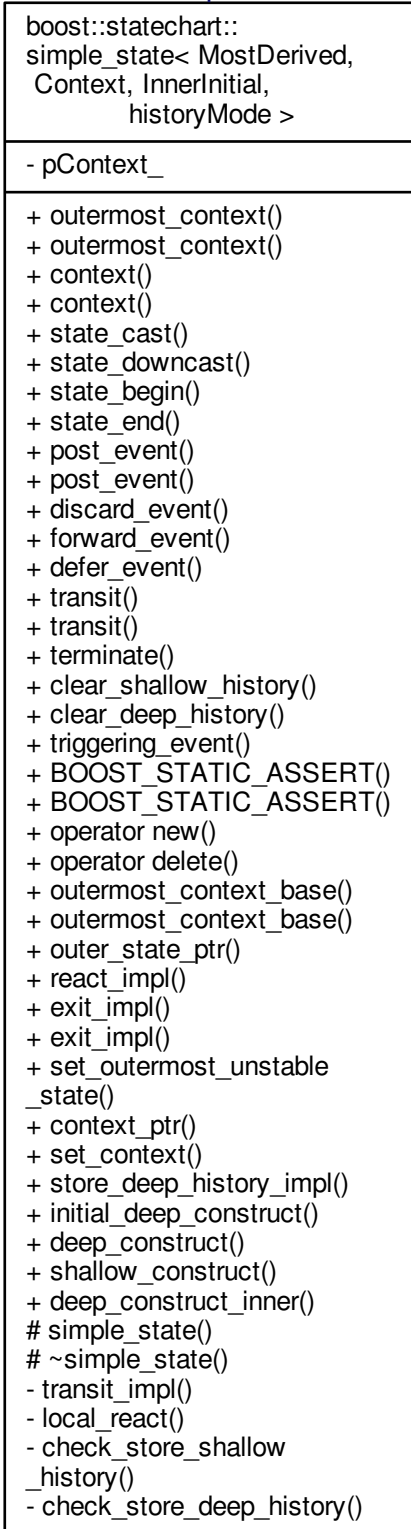 boost::statechart::
simple_state< MostDerived,
Context, InnerInitial,
historyMode >
- pContext_
+ outermost_context()
+ outermost_context()
+ context()
+ context()
+ state_cast()
+ state_downcast()
+ state_begin()
+ state_end()
+ post_event()
+ post_event()
+ discard_event()
+ forward_event()
+ defer_event()
+ transit()
+ transit()
+ terminate()
+ clear_shallow_history()
+ clear_deep_history()
+ triggering_event()
+ BOOST_STATIC_ASSERT()
+ BOOST_STATIC_ASSERT()
+ operator new()
+ operator delete()
+ outermost_context_base()
+ outermost_context_base()
+ outer_state_ptr()
+ react_impl()
+ exit_impl()
+ exit_impl()
+ set_outermost_unstable
_state()
+ context_ptr()
+ set_context()
+ store_deep_history_impl()
+ initial_deep_construct()
+ deep_construct()
+ shallow_construct()
+ deep_construct_inner()
# simple_state()
# ~simple_state()
- transit_impl()
- local_react()
- check_store_shallow
_history()
- check_store_deep_history()